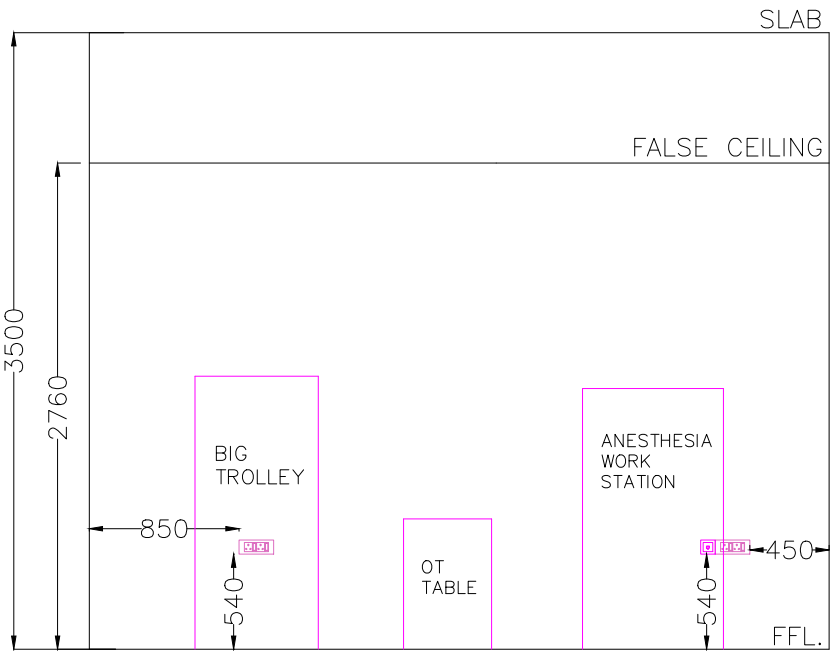 SLAB
FALSE CEILING
3500
2760
BIG
TROLLEY
ANESTHESIA
WORK
STATION
850
450
OT
TABLE
540
540
FFL.